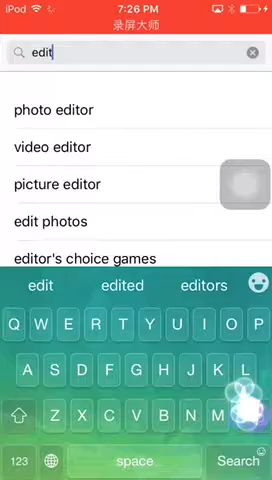 iPod 7:26 PM
录屏大师
edit
photo editor
video editor
picture editor
edit photos
editor's choice games
edit edited editors
Q W E R T Y U I O P
A S D F G H J K L
Z X C V B N M
123 space Search